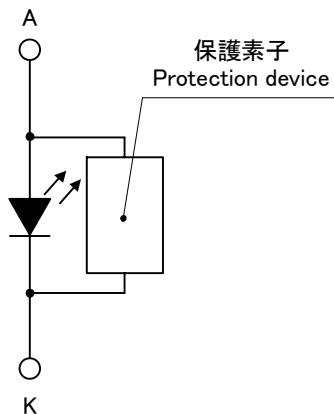 A
保護素子
Protection device
K